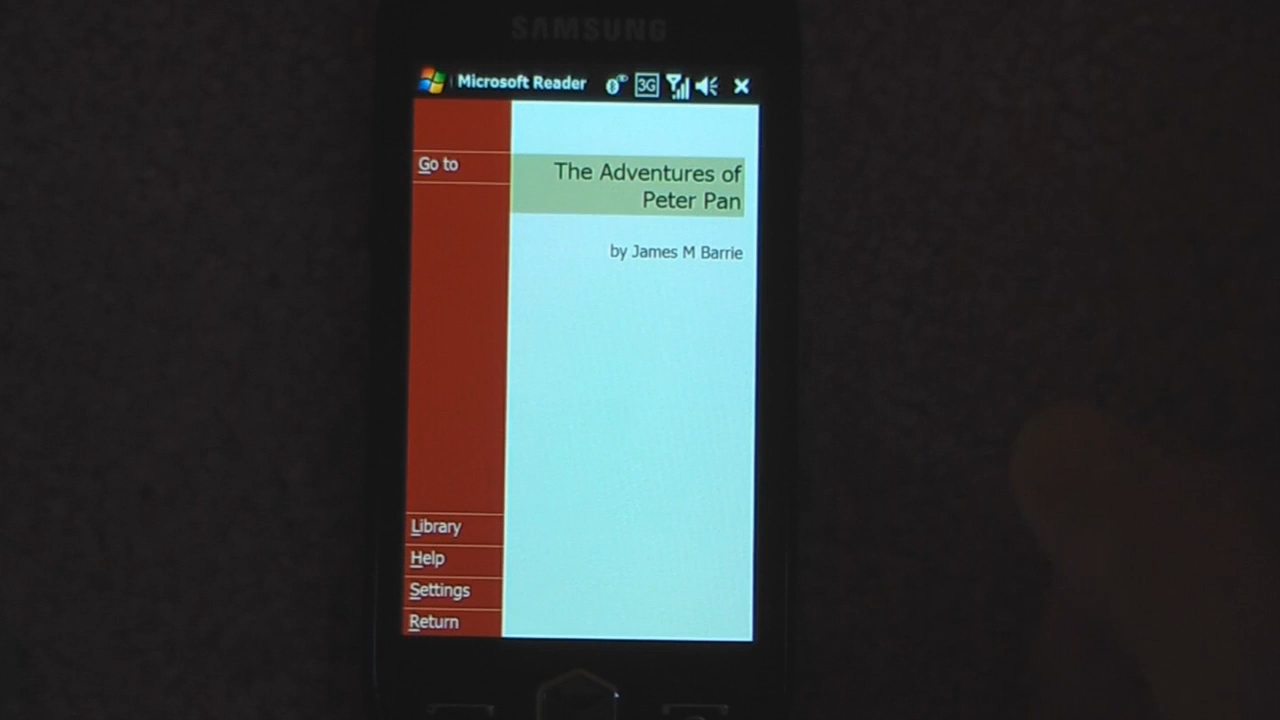 SAMSUNG
Microsoft Reader
3G
Go to
The Adventures of
Peter Pan
by James M Barrie
Library
Help
Settings
Return